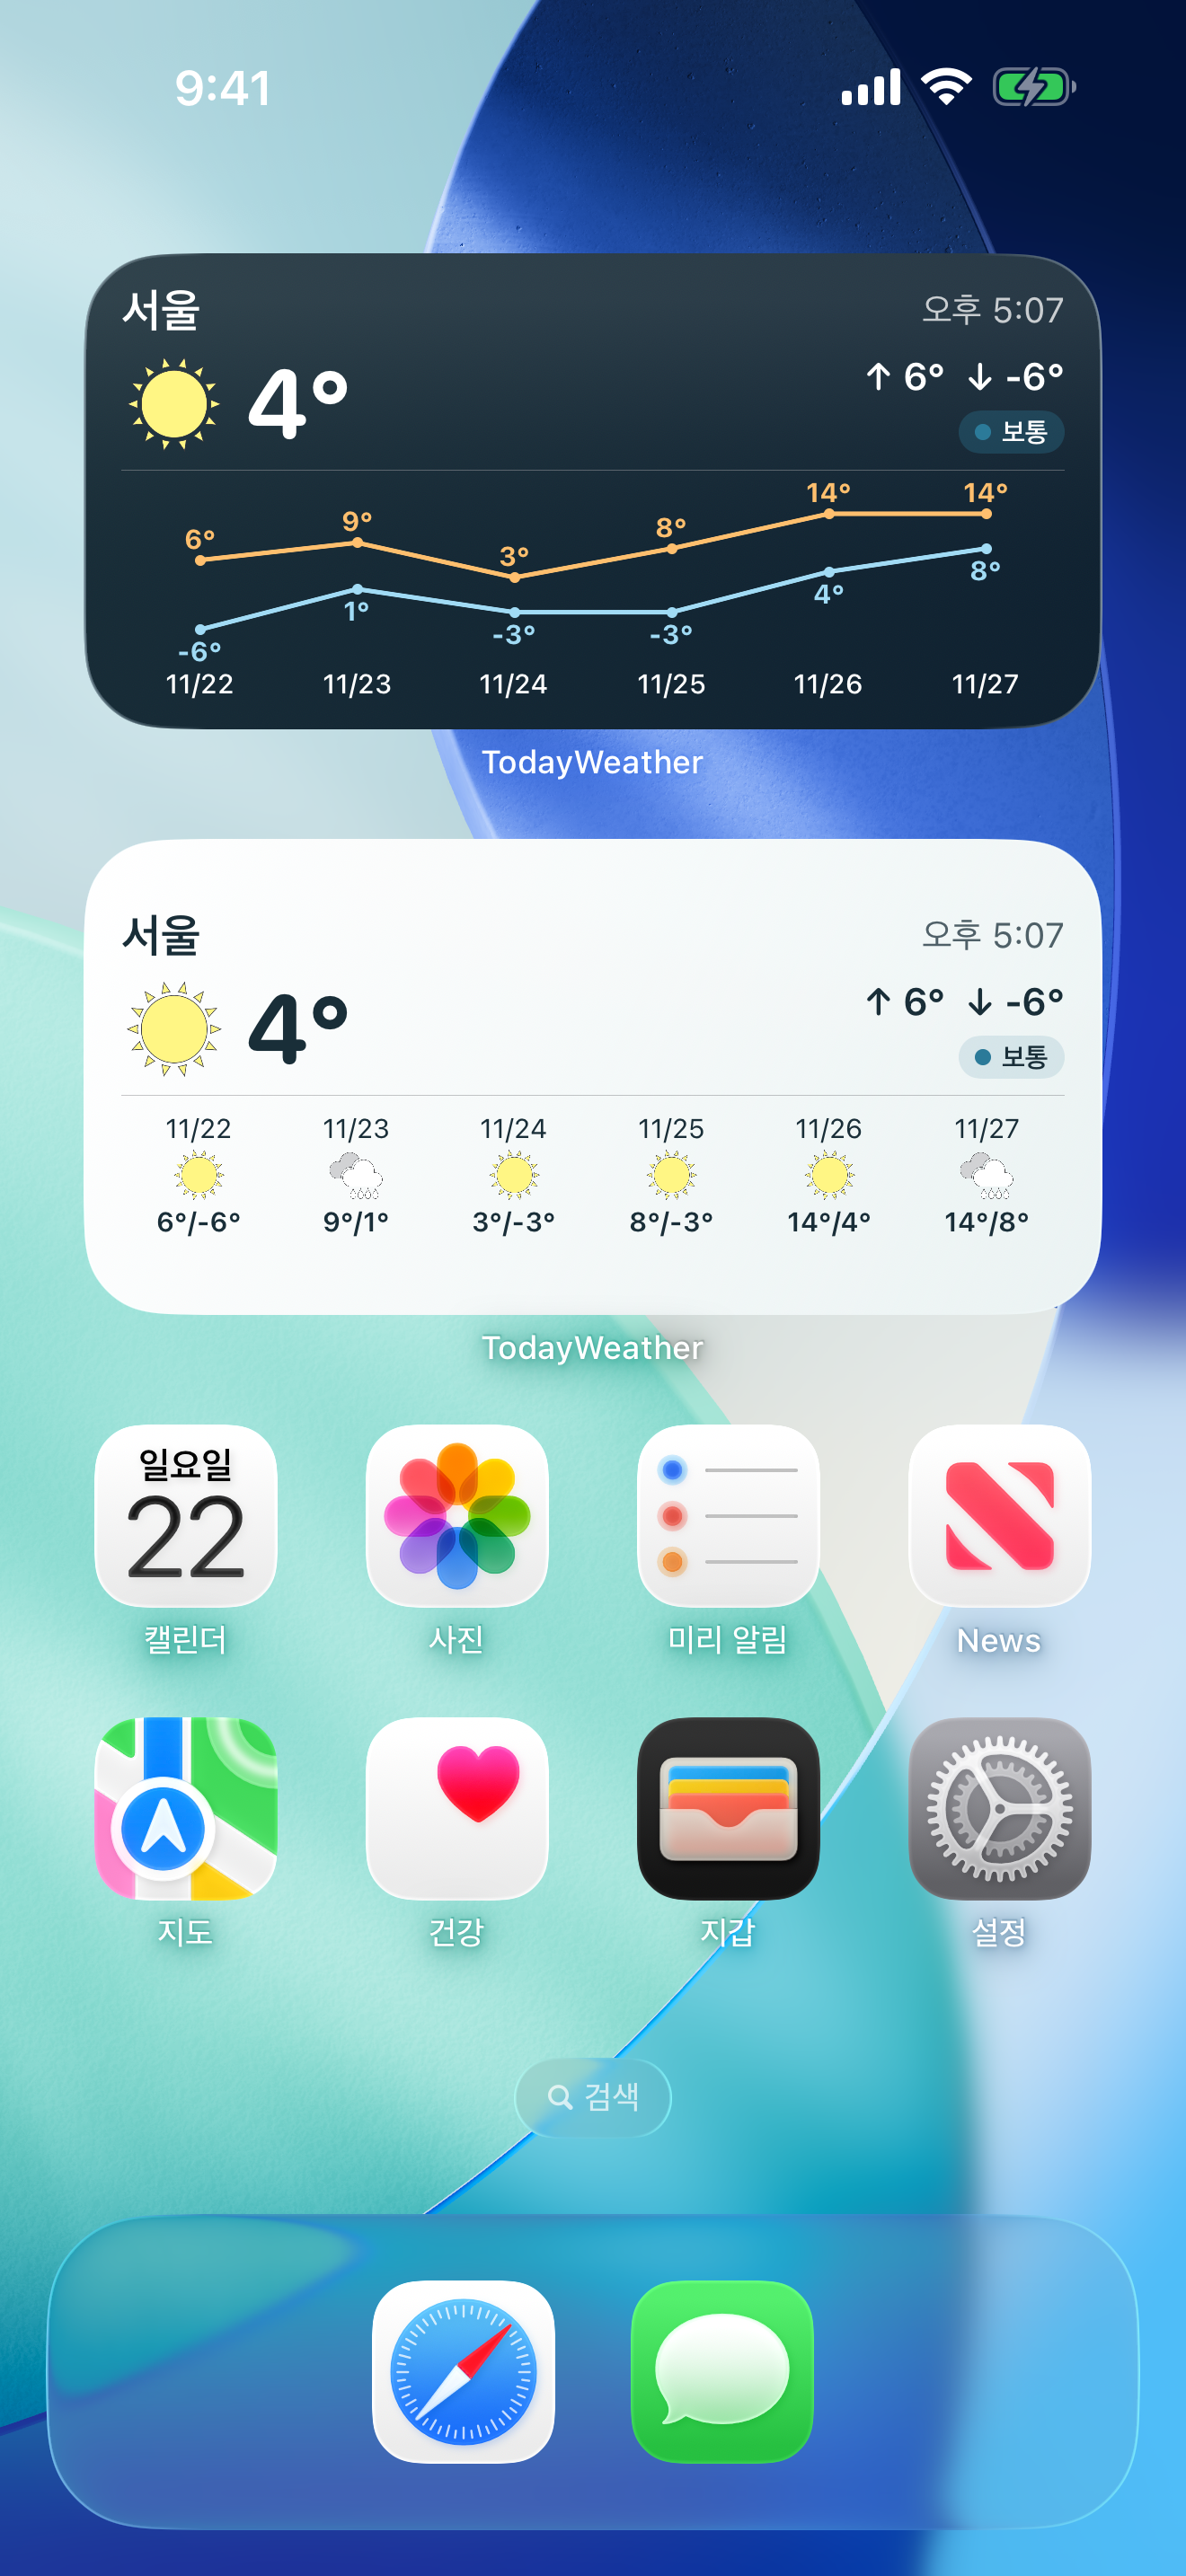 9:41
서울 오후 5:07
4° ↑ 6° ↓ -6°
보통
6° 9° 3° 8° 14° 14°
-6° 1° -3° -3° 4° 8°
11/22 11/23 11/24 11/25 11/26 11/27
TodayWeather
서울 오후 5:07
4° ↑ 6° ↓ -6°
보통
11/22 11/23 11/24 11/25 11/26 11/27
6°/-6° 9°/1° 3°/-3° 8°/-3° 14°/4° 14°/8°
TodayWeather
일요일
22
캘린더 사진 미리 알림 News
지도 건강 지갑 설정
검색